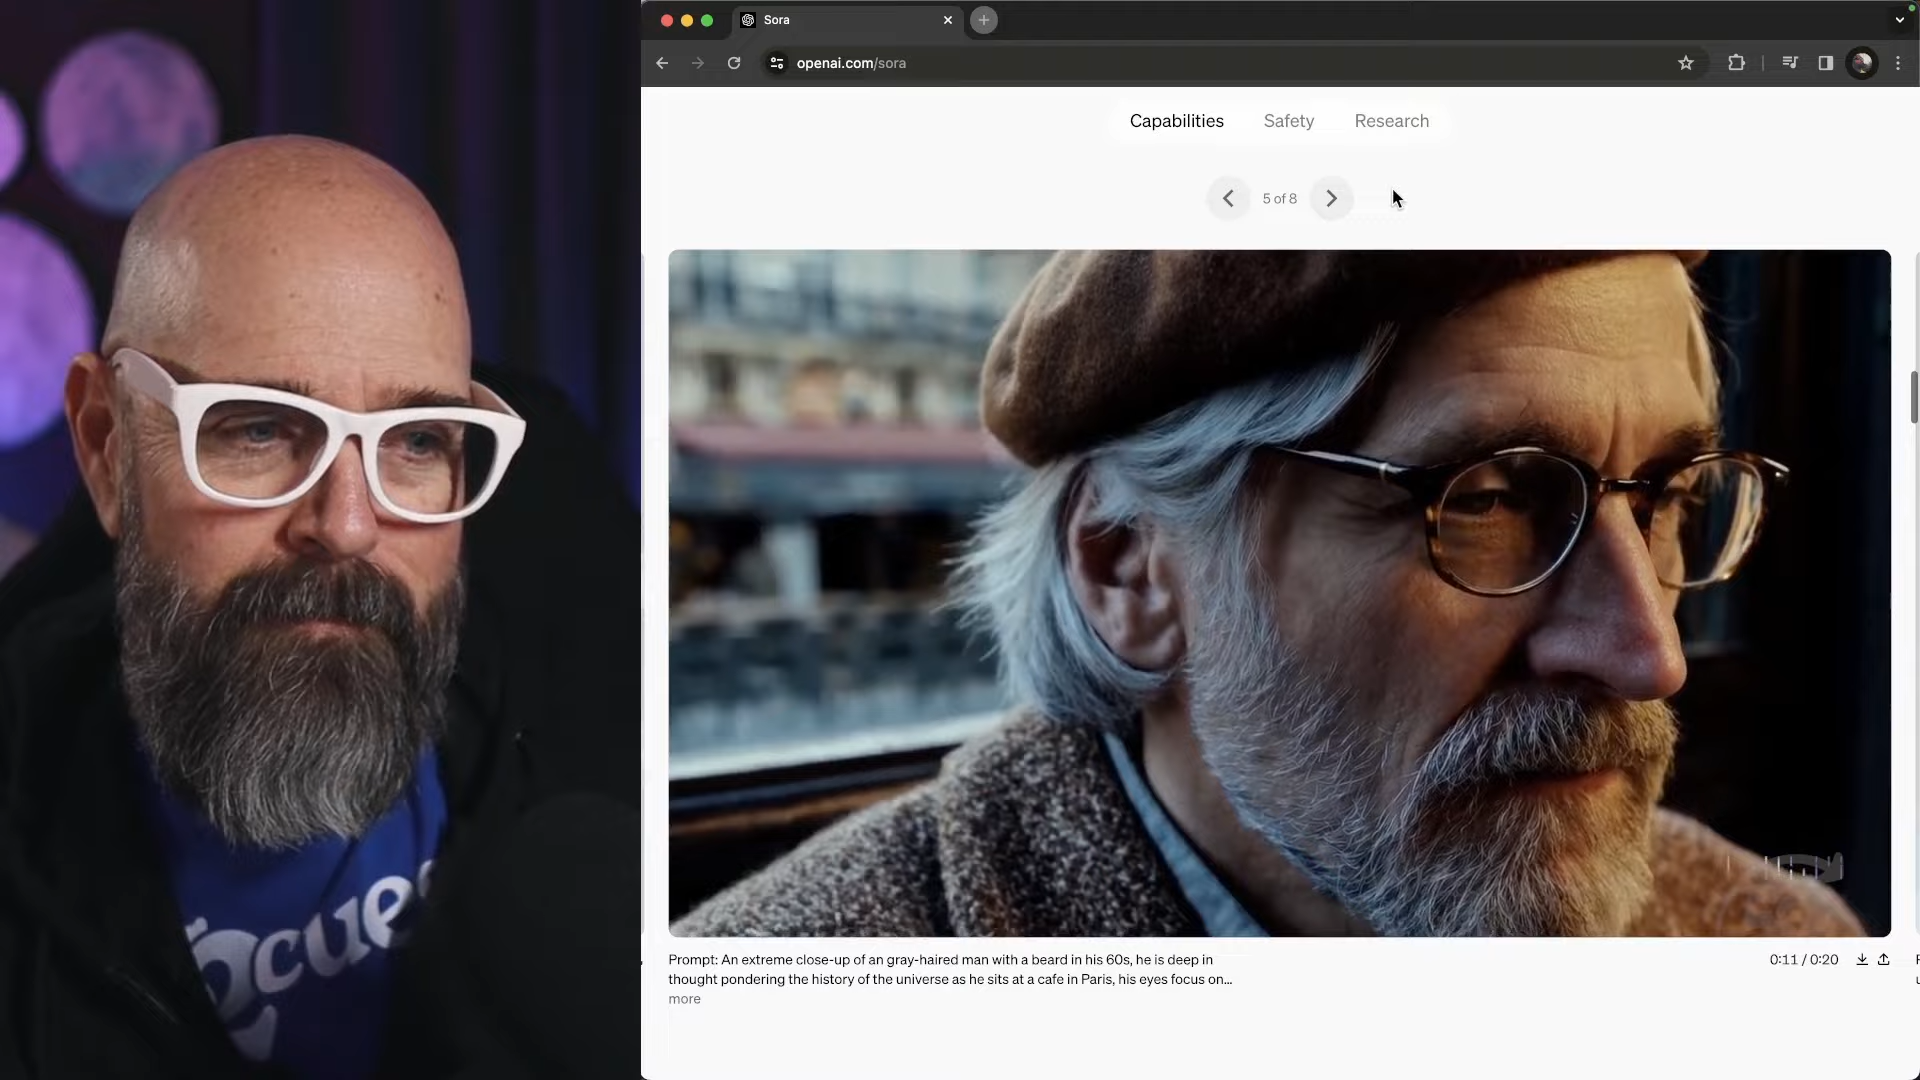 Sora
openai.com/sora
Capabilities Safety Research
5 of 8
Prompt: An extreme close-up of an gray-haired man with a beard in his 60s, he is deep in
thought pondering the history of the universe as he sits at a cafe in Paris, his eyes focus on...
more
0:11 / 0:20